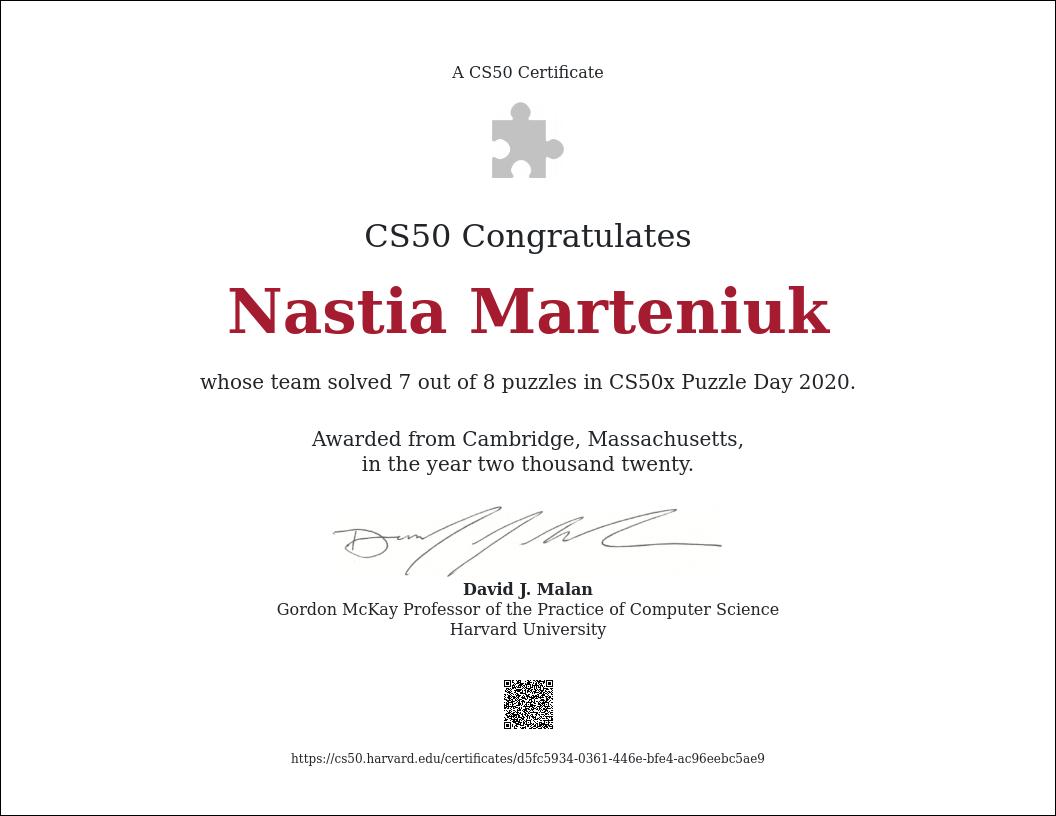 A CS50 Certificate
CS50 Congratulates
Nastia Marteniuk
whose team solved 7 out of 8 puzzles in CS50x Puzzle Day 2020.
Awarded from Cambridge, Massachusetts,
in the year two thousand twenty.
David J. Malan
Gordon McKay Professor of the Practice of Computer Science
Harvard University
https://cs50.harvard.edu/certificates/d5fc5934-0361-446e-bfe4-ac96eebc5ae9